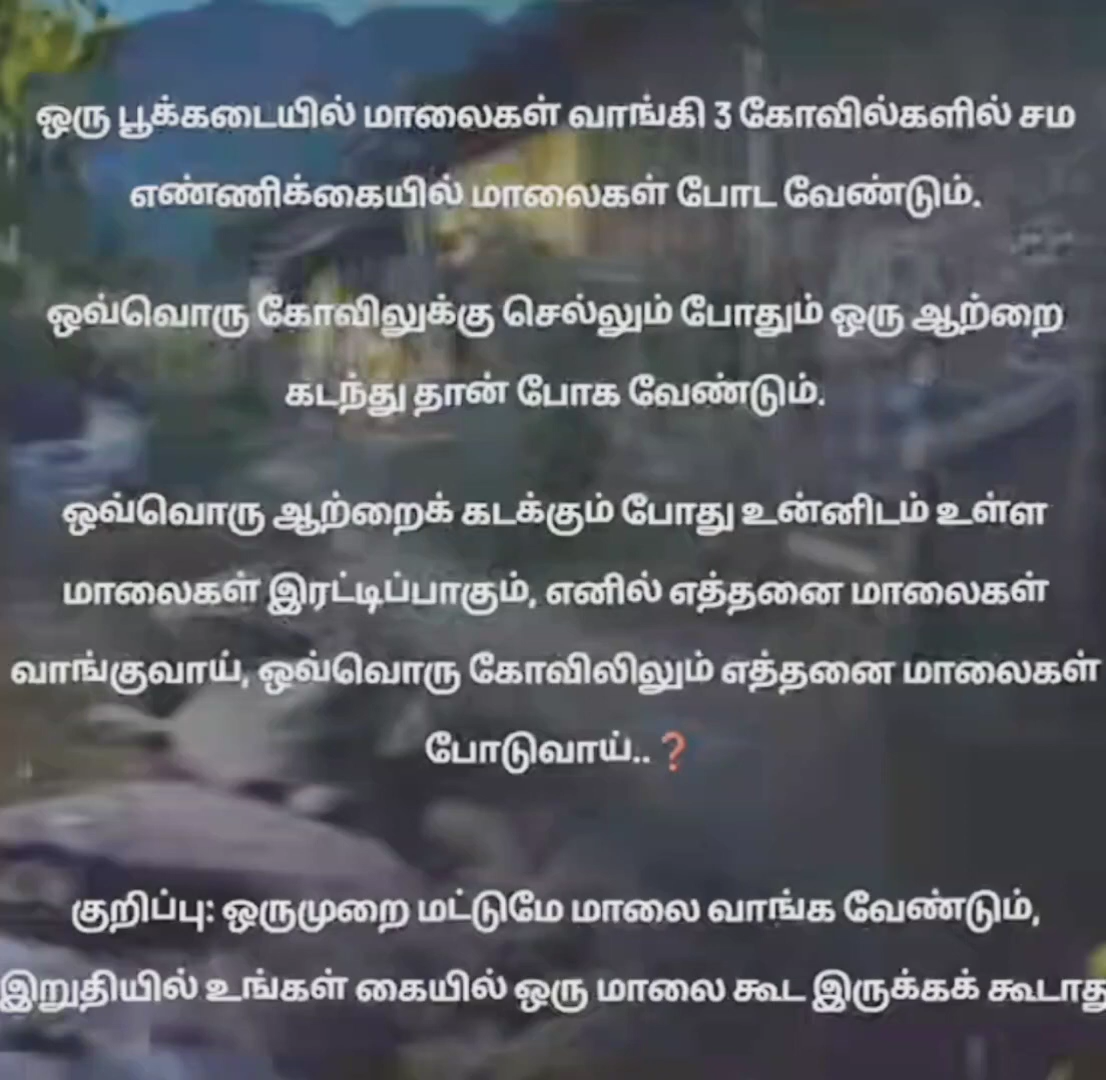 ஒரு பூக்கடையில் மாலைகள் வாங்கி 3 கோவில்களில் சம
எண்ணிக்கையில் மாலைகள் போட வேண்டும்.
ஒவ்வொரு கோவிலுக்கு செல்லும் போதும் ஒரு ஆற்றை
கடந்து தான் போக வேண்டும்.
ஒவ்வொரு ஆற்றைக் கடக்கும் போது உன்னிடம் உள்ள
மாலைகள் இரட்டிப்பாகும், எனில் எத்தனை மாலைகள்
வாங்குவாய், ஒவ்வொரு கோவிலிலும் எத்தனை மாலைகள்
போடுவாய்.. ❓
குறிப்பு: ஒருமுறை மட்டுமே மாலை வாங்க வேண்டும்,
இறுதியில் உங்கள் கையில் ஒரு மாலை கூட இருக்கக் கூடாது